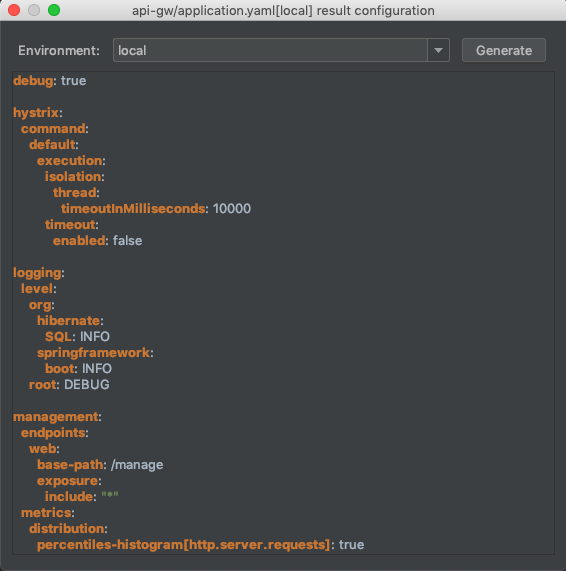 api-gw/application.yaml[local] result configuration
Environment: local Generate
debug: true
hystrix:
command:
default:
execution:
isolation:
thread:
timeoutInMilliseconds: 10000
timeout:
enabled: false
logging:
level:
org:
hibernate:
SQL: INFO
springframework:
boot: INFO
root: DEBUG
management:
endpoints:
web:
base-path: /manage
exposure:
include: "*"
metrics:
distribution:
percentiles-histogram[http.server.requests]: true